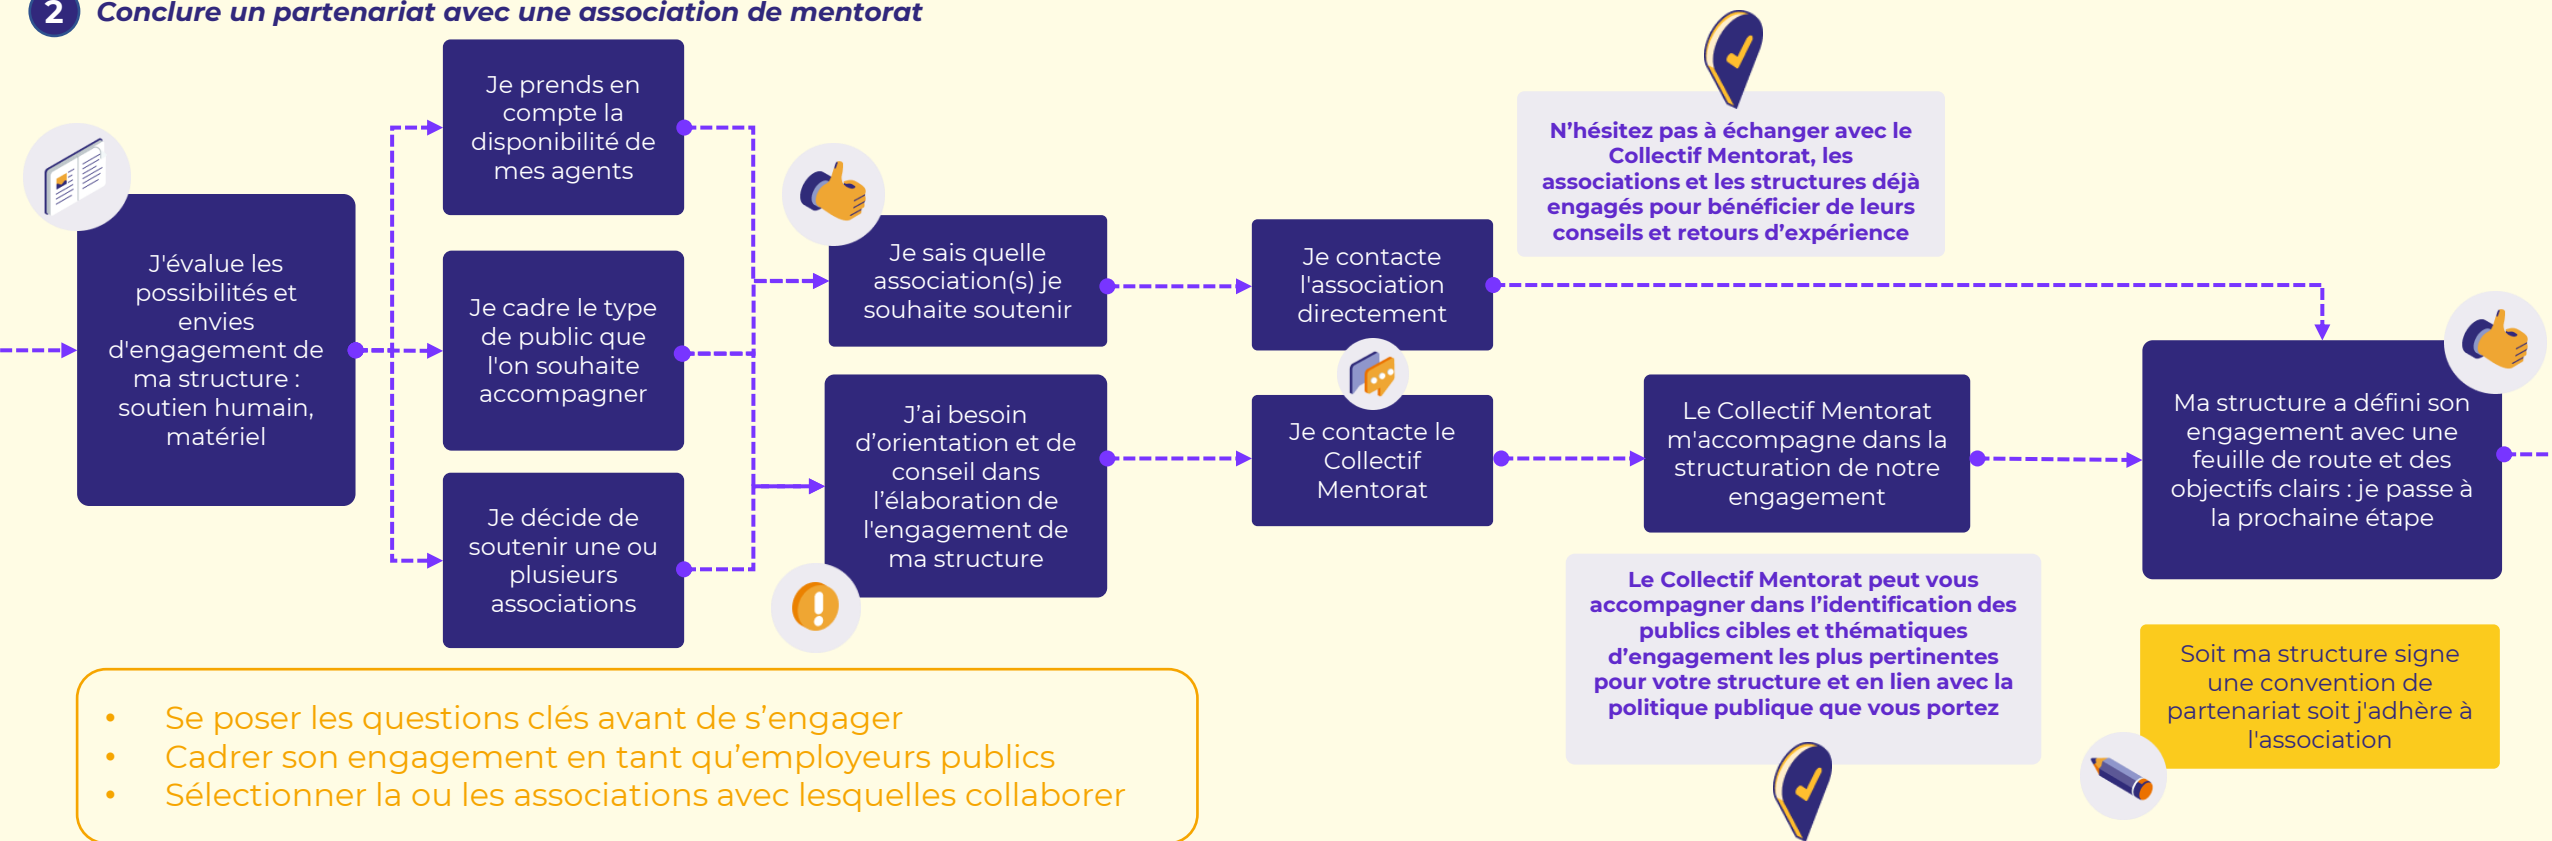 2 Conclure un partenariat avec une association de mentorat
J'évalue les
possibilités et
envies
d'engagement de
ma structure :
soutien humain,
matériel
Je prends en
compte la
disponibilité de
mes agents
Je cadre le type
de public que
l'on souhaite
accompagner
Je décide de
soutenir une ou
plusieurs
associations
Je sais quelle
association(s) je
souhaite soutenir
J’ai besoin
d’orientation et de
conseil dans
l’élaboration de
l'engagement de
ma structure
Je contacte
l'association
directement
Je contacte le
Collectif
Mentorat
N’hésitez pas à échanger avec le
Collectif Mentorat, les
associations et les structures déjà
engagés pour bénéficier de leurs
conseils et retours d’expérience
Le Collectif Mentorat
m'accompagne dans la
structuration de notre
engagement
Le Collectif Mentorat peut vous
accompagner dans l’identification des
publics cibles et thématiques
d’engagement les plus pertinentes
pour votre structure et en lien avec la
politique publique que vous portez
Ma structure a défini son
engagement avec une
feuille de route et des
objectifs clairs : je passe à
la prochaine étape
Soit ma structure signe
une convention de
partenariat soit j'adhère à
l'association
• Se poser les questions clés avant de s’engager
• Cadrer son engagement en tant qu’employeurs publics
• Sélectionner la ou les associations avec lesquelles collaborer